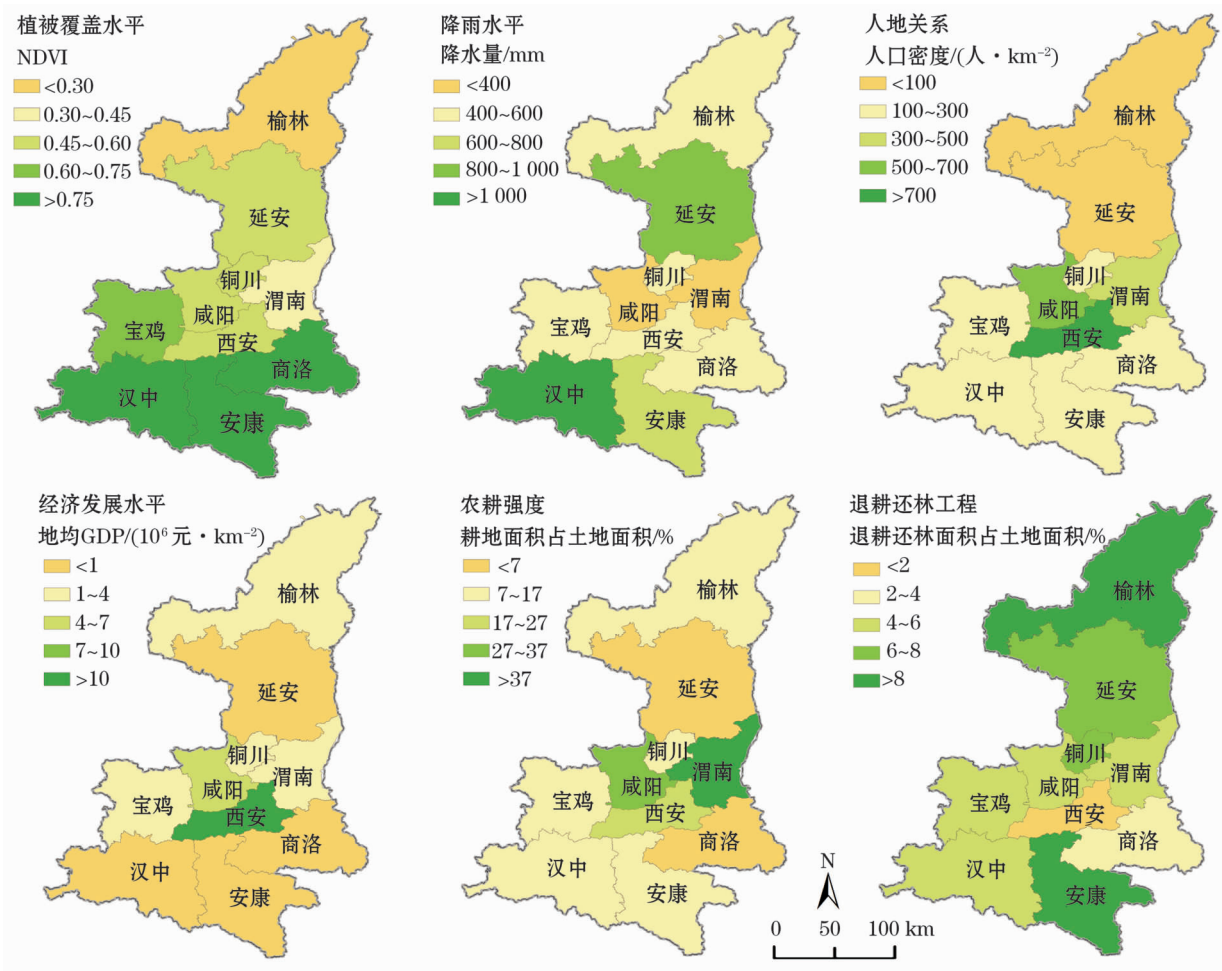 植被覆盖水平
NDVI
<0.30
0.30~0.45
0.45~0.60
0.60~0.75
>0.75
榆林
延安
铜川
渭南
咸阳
宝鸡
西安
商洛
汉中
安康
降雨水平
降水量/mm
<400
400~600
600~800
800~1 000
>1 000
榆林
延安
铜川
渭南
咸阳
宝鸡
西安
商洛
汉中
安康
人地关系
人口密度/(人·km⁻²)
<100
100~300
300~500
500~700
>700
榆林
延安
铜川
渭南
咸阳
宝鸡
西安
商洛
汉中
安康
经济发展水平
地均GDP/(10⁶元·km⁻²)
<1
1~4
4~7
7~10
>10
榆林
延安
铜川
渭南
咸阳
宝鸡
西安
商洛
汉中
安康
农耕强度
耕地面积占土地面积/%
<7
7~17
17~27
27~37
>37
榆林
延安
铜川
渭南
咸阳
宝鸡
西安
商洛
汉中
安康
N
0 50 100 km
退耕还林工程
退耕还林面积占土地面积/%
<2
2~4
4~6
6~8
>8
榆林
延安
铜川
渭南
咸阳
宝鸡
西安
商洛
汉中
安康